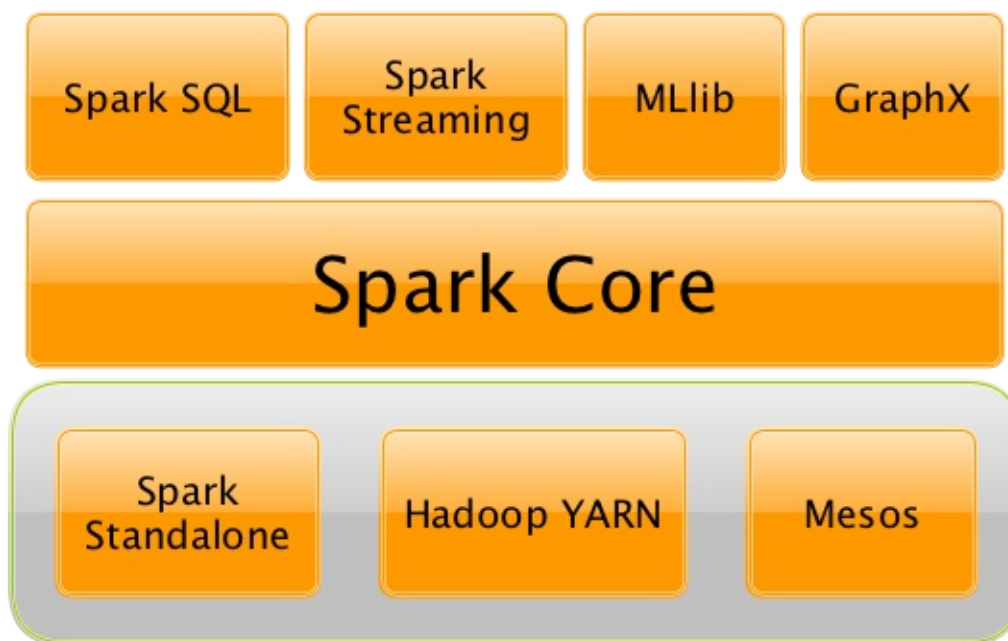 Spark SQL
Spark
Streaming
MLlib
GraphX
Spark Core
Spark
Standalone
Hadoop YARN
Mesos